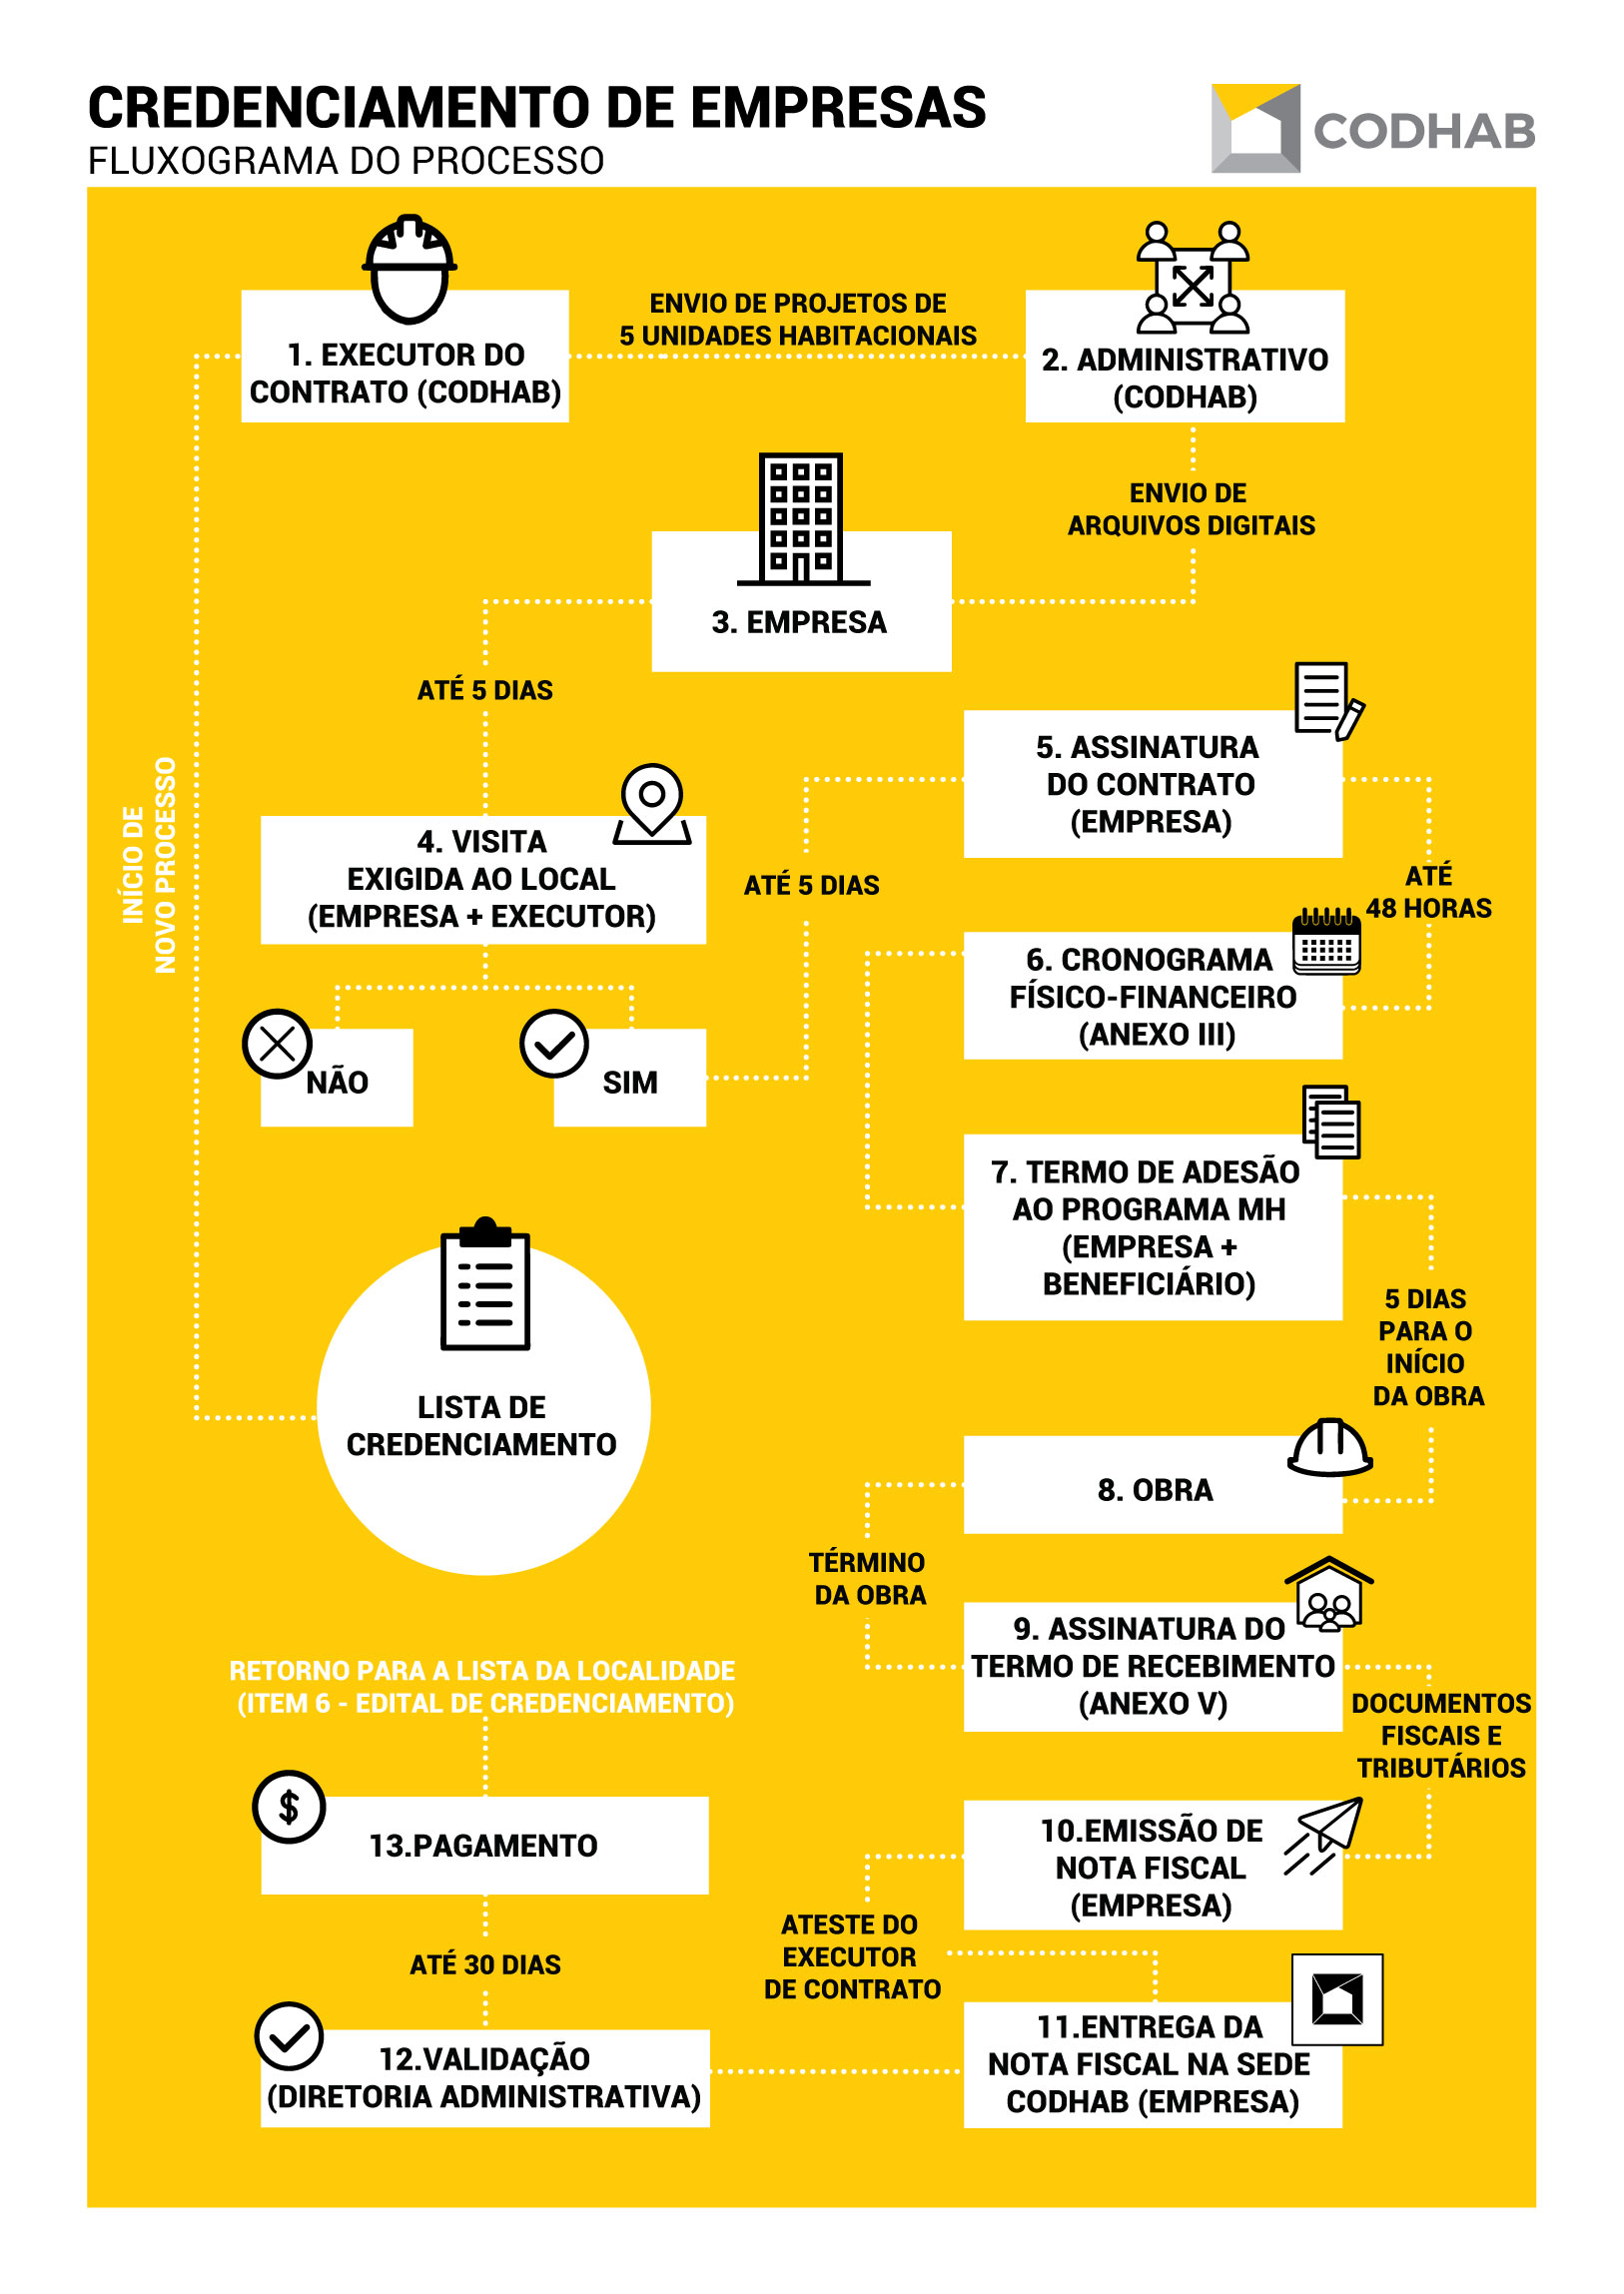 CREDENCIAMENTO DE EMPRESAS
FLUXOGRAMA DO PROCESSO
CODHAB
1. EXECUTOR DO
CONTRATO (CODHAB)
ENVIO DE PROJETOS DE
5 UNIDADES HABITACIONAIS
2. ADMINISTRATIVO
(CODHAB)
ENVIO DE
ARQUIVOS DIGITAIS
3. EMPRESA
ATÉ 5 DIAS
4. VISITA
EXIGIDA AO LOCAL
(EMPRESA + EXECUTOR)
NÃO
SIM
ATÉ 5 DIAS
5. ASSINATURA
DO CONTRATO
(EMPRESA)
ATÉ
48 HORAS
6. CRONOGRAMA
FÍSICO-FINANCEIRO
(ANEXO III)
7. TERMO DE ADESÃO
AO PROGRAMA MH
(EMPRESA +
BENEFICIÁRIO)
5 DIAS
PARA O
INÍCIO
DA OBRA
8. OBRA
TÉRMINO
DA OBRA
9. ASSINATURA DO
TERMO DE RECEBIMENTO
(ANEXO V)
DOCUMENTOS
FISCAIS E
TRIBUTÁRIOS
10.EMISSÃO DE
NOTA FISCAL
(EMPRESA)
ATESTE DO
EXECUTOR
DE CONTRATO
11.ENTREGA DA
NOTA FISCAL NA SEDE
CODHAB (EMPRESA)
12.VALIDAÇÃO
(DIRETORIA ADMINISTRATIVA)
ATÉ 30 DIAS
13.PAGAMENTO
$
RETORNO PARA A LISTA DA LOCALIDADE
(ITEM 6 - EDITAL DE CREDENCIAMENTO)
LISTA DE
CREDENCIAMENTO
INÍCIO DE
NOVO PROCESSO